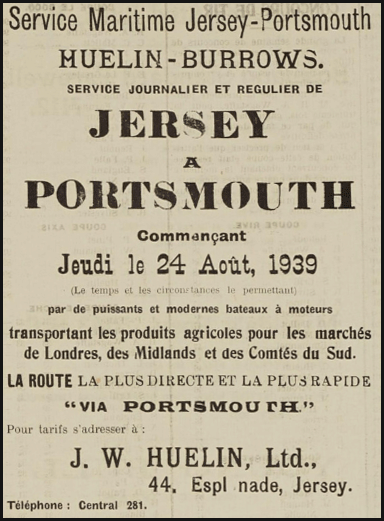 Service Maritime Jersey-Portsmouth
HUELIN-BURROWS.
SERVICE JOURNALIER ET REGULIER DE
JERSEY
A
PORTSMOUTH
Commençant
Jeudi le 24 Août, 1939
(Le temps et les circonstances le permettant)
par de puissants et modernes bateaux à moteurs
transportant les produits agricoles pour les marchés
de Londres, des Midlands et des Comtés du Sud.
LA ROUTE LA PLUS DIRECTE ET LA PLUS RAPIDE
“VIA PORTSMOUTH.”
Pour tarifs s'adresser à :
J. W. HUELIN, Ltd.,
44, Espl nade, Jersey.
Téléphone : Central 281.